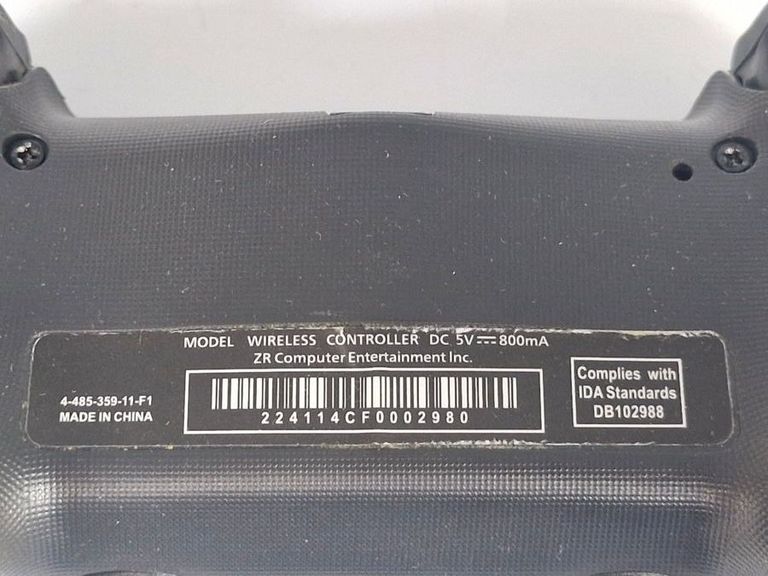 MODEL WIRELESS CONTROLLER DC 5V⎓800mA
ZR Computer Entertainment Inc.
4-485-359-11-F1
MADE IN CHINA
224114CF0002980
Complies with
IDA Standards
DB102988